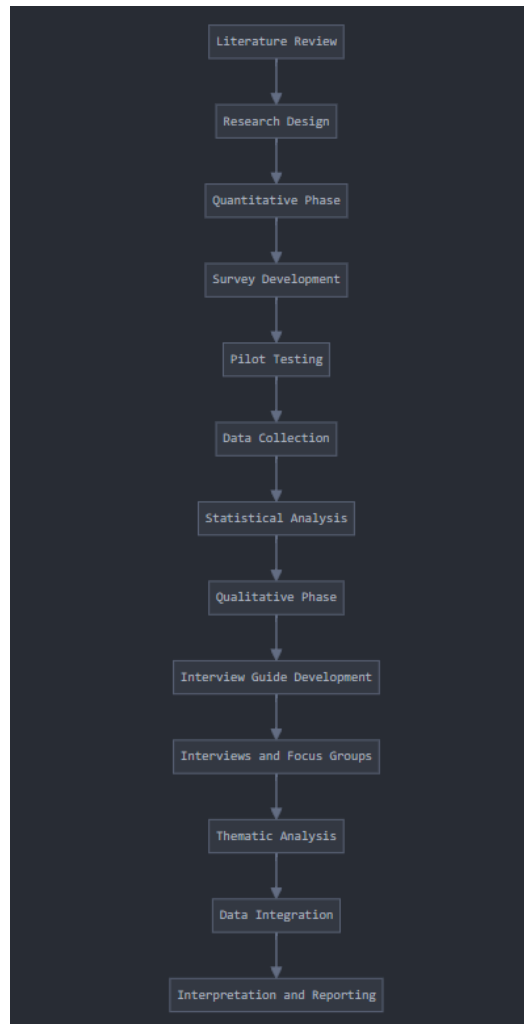 Literature Review
Research Design
Quantitative Phase
Survey Development
Pilot Testing
Data Collection
Statistical Analysis
Qualitative Phase
Interview Guide Development
Interviews and Focus Groups
Thematic Analysis
Data Integration
Interpretation and Reporting